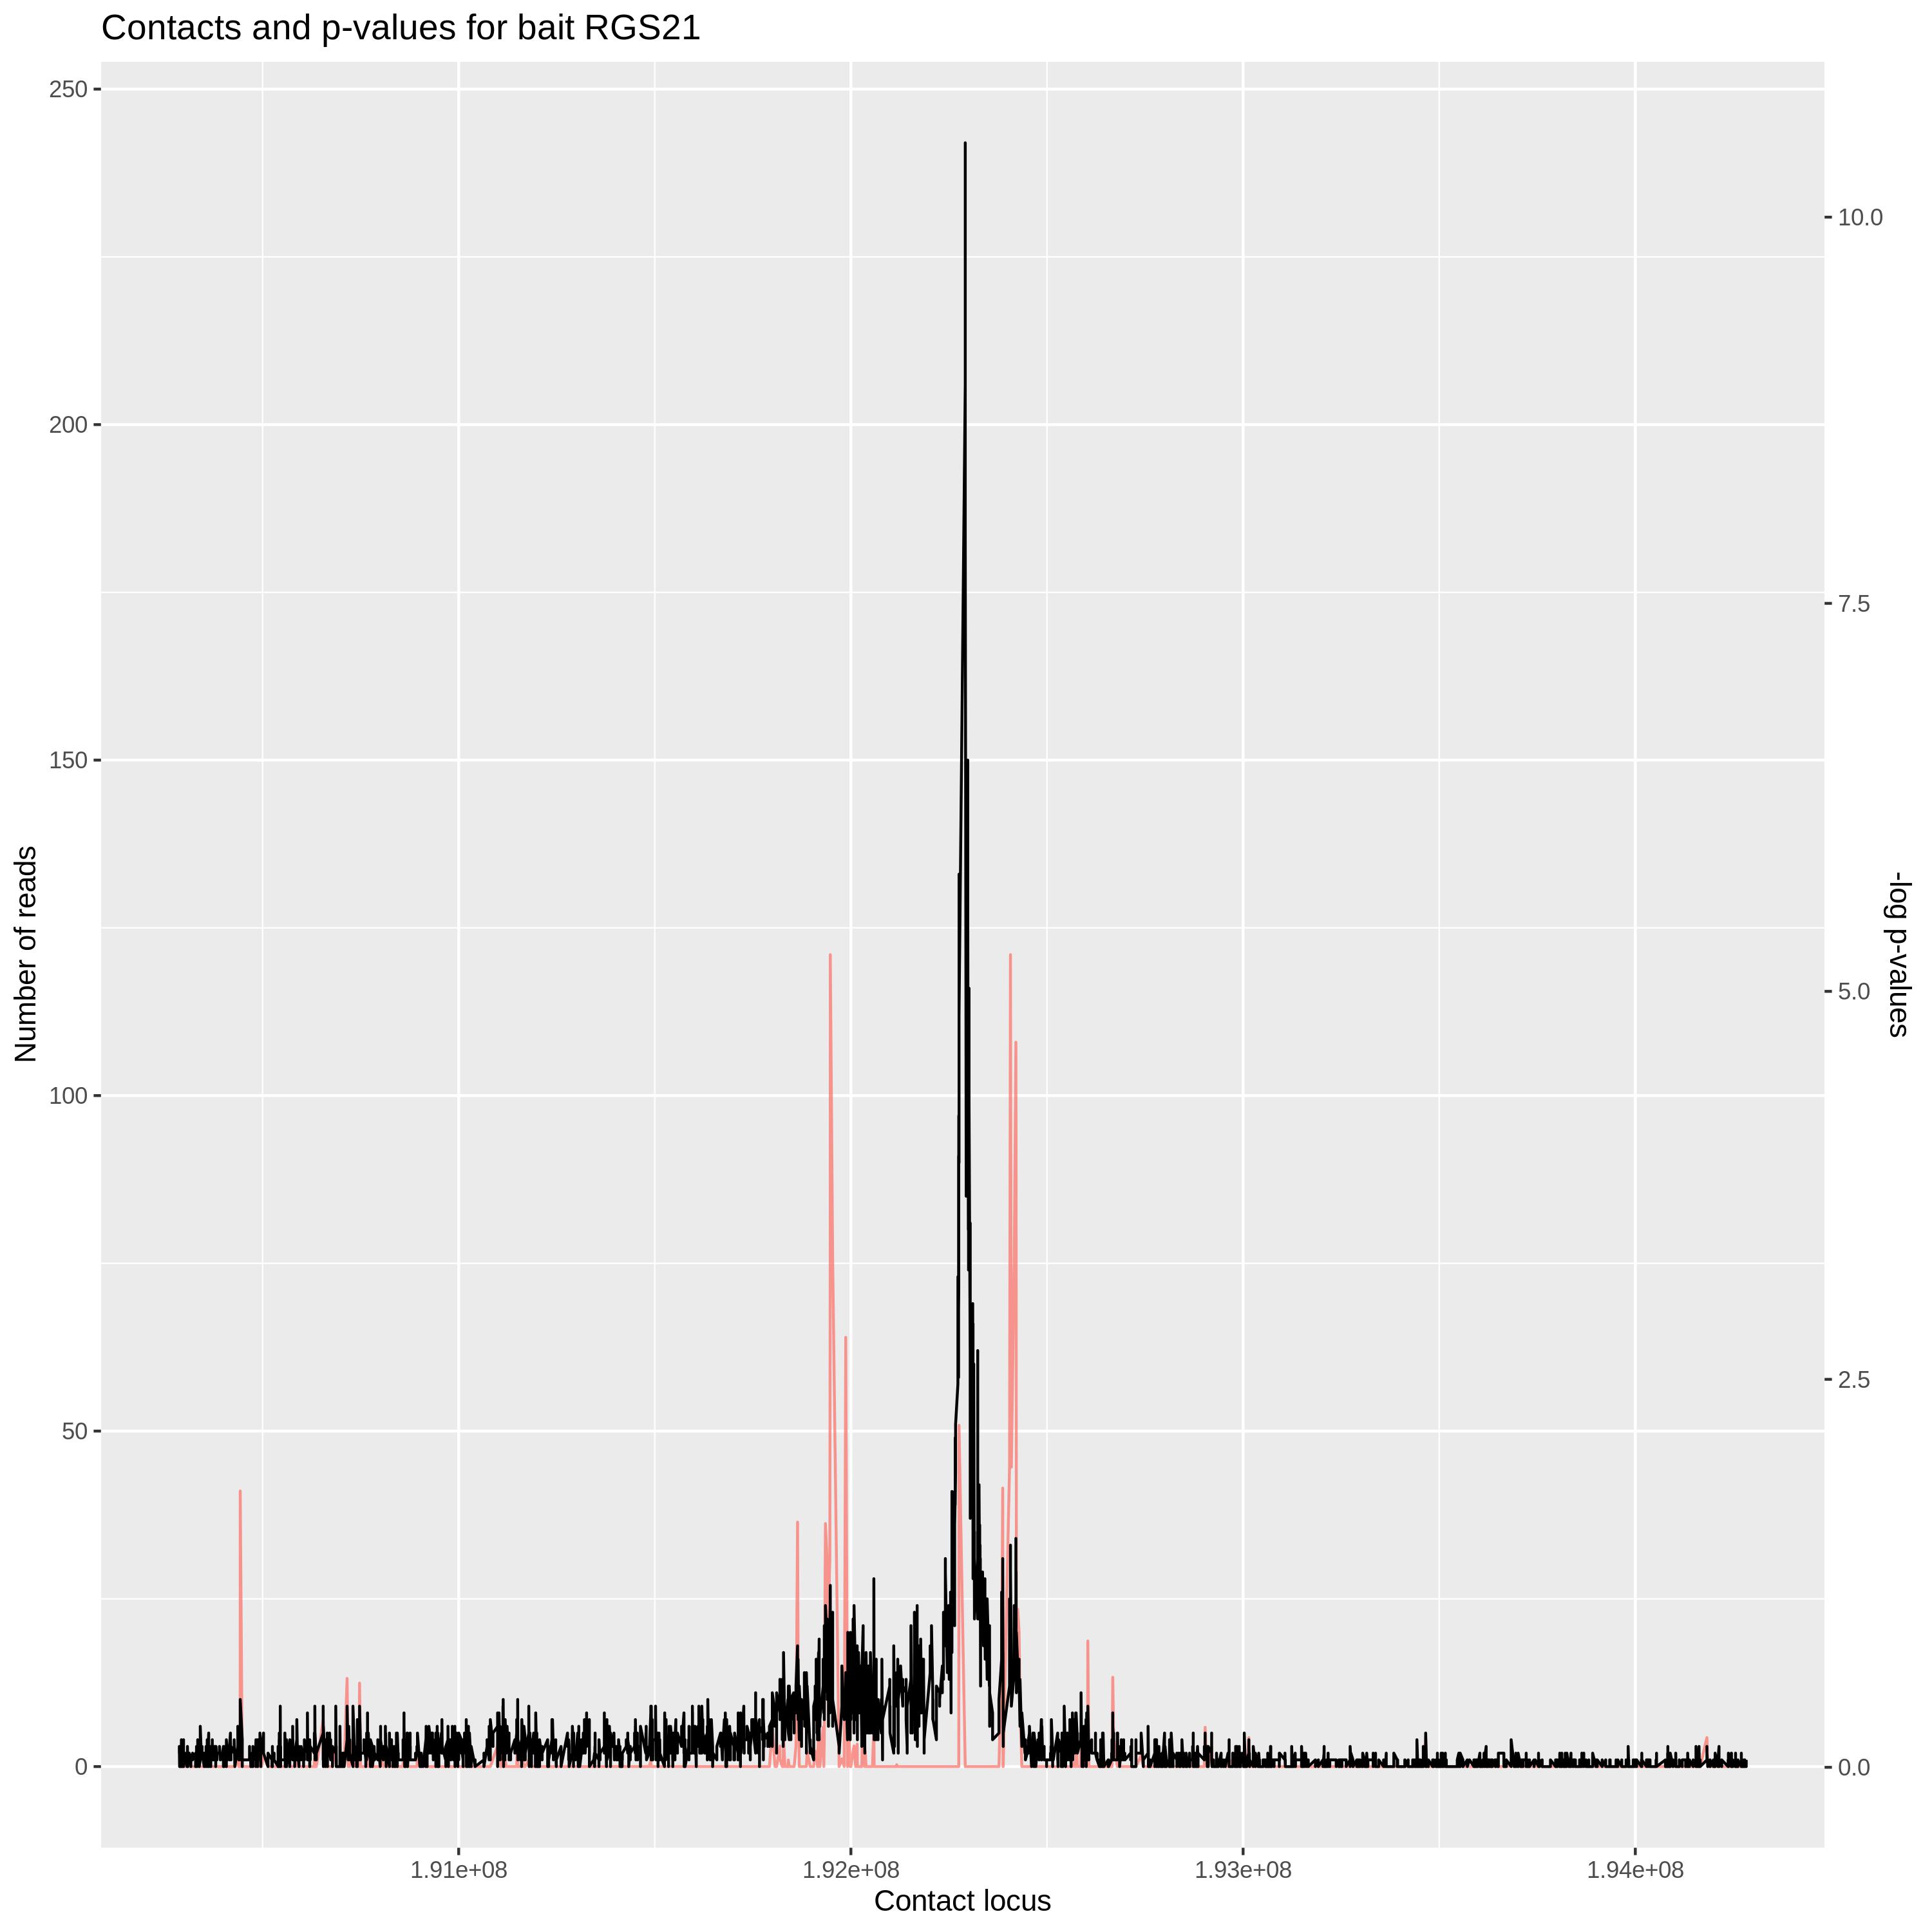 Contacts and p-values for bait RGS21
250
200
150
100
50
0
Number of reads
10.0
7.5
5.0
2.5
0.0
-log p-values
1.91e+08
1.92e+08
1.93e+08
1.94e+08
Contact locus